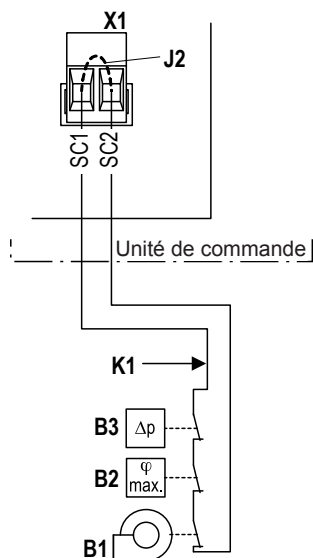 X1
J2
SC1
SC2
Unité de commande
K1
B3
Δp
B2
φ
max.
B1